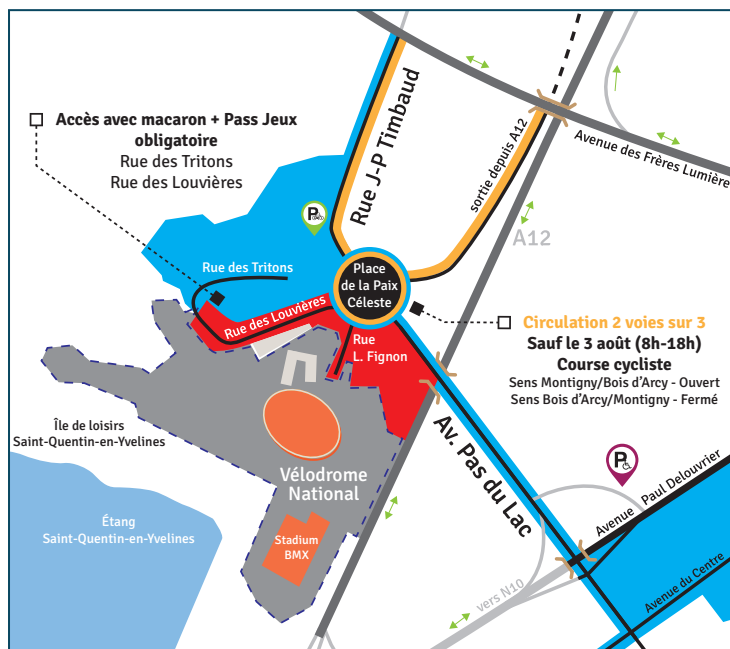 Accès avec macaron + Pass Jeux
obligatoire
Rue des Tritons
Rue des Louvières
Rue J-P Timbaud
sortie depuis A12
Avenue des Frères Lumière
A12
P
Rue des Tritons
Place
de la Paix
Céleste
Rue des Louvières
Rue
L. Fignon
Circulation 2 voies sur 3
Sauf le 3 août (8h-18h)
Course cycliste
Sens Montigny/Bois d'Arcy - Ouvert
Sens Bois d'Arcy/Montigny - Fermé
Île de loisirs
Saint-Quentin-en-Yvelines
Vélodrome
National
Av. Pas du Lac
P
Avenue Paul Delouvrier
Étang
Saint-Quentin-en-Yvelines
Stadium
BMX
vers N10
Avenue du Centre